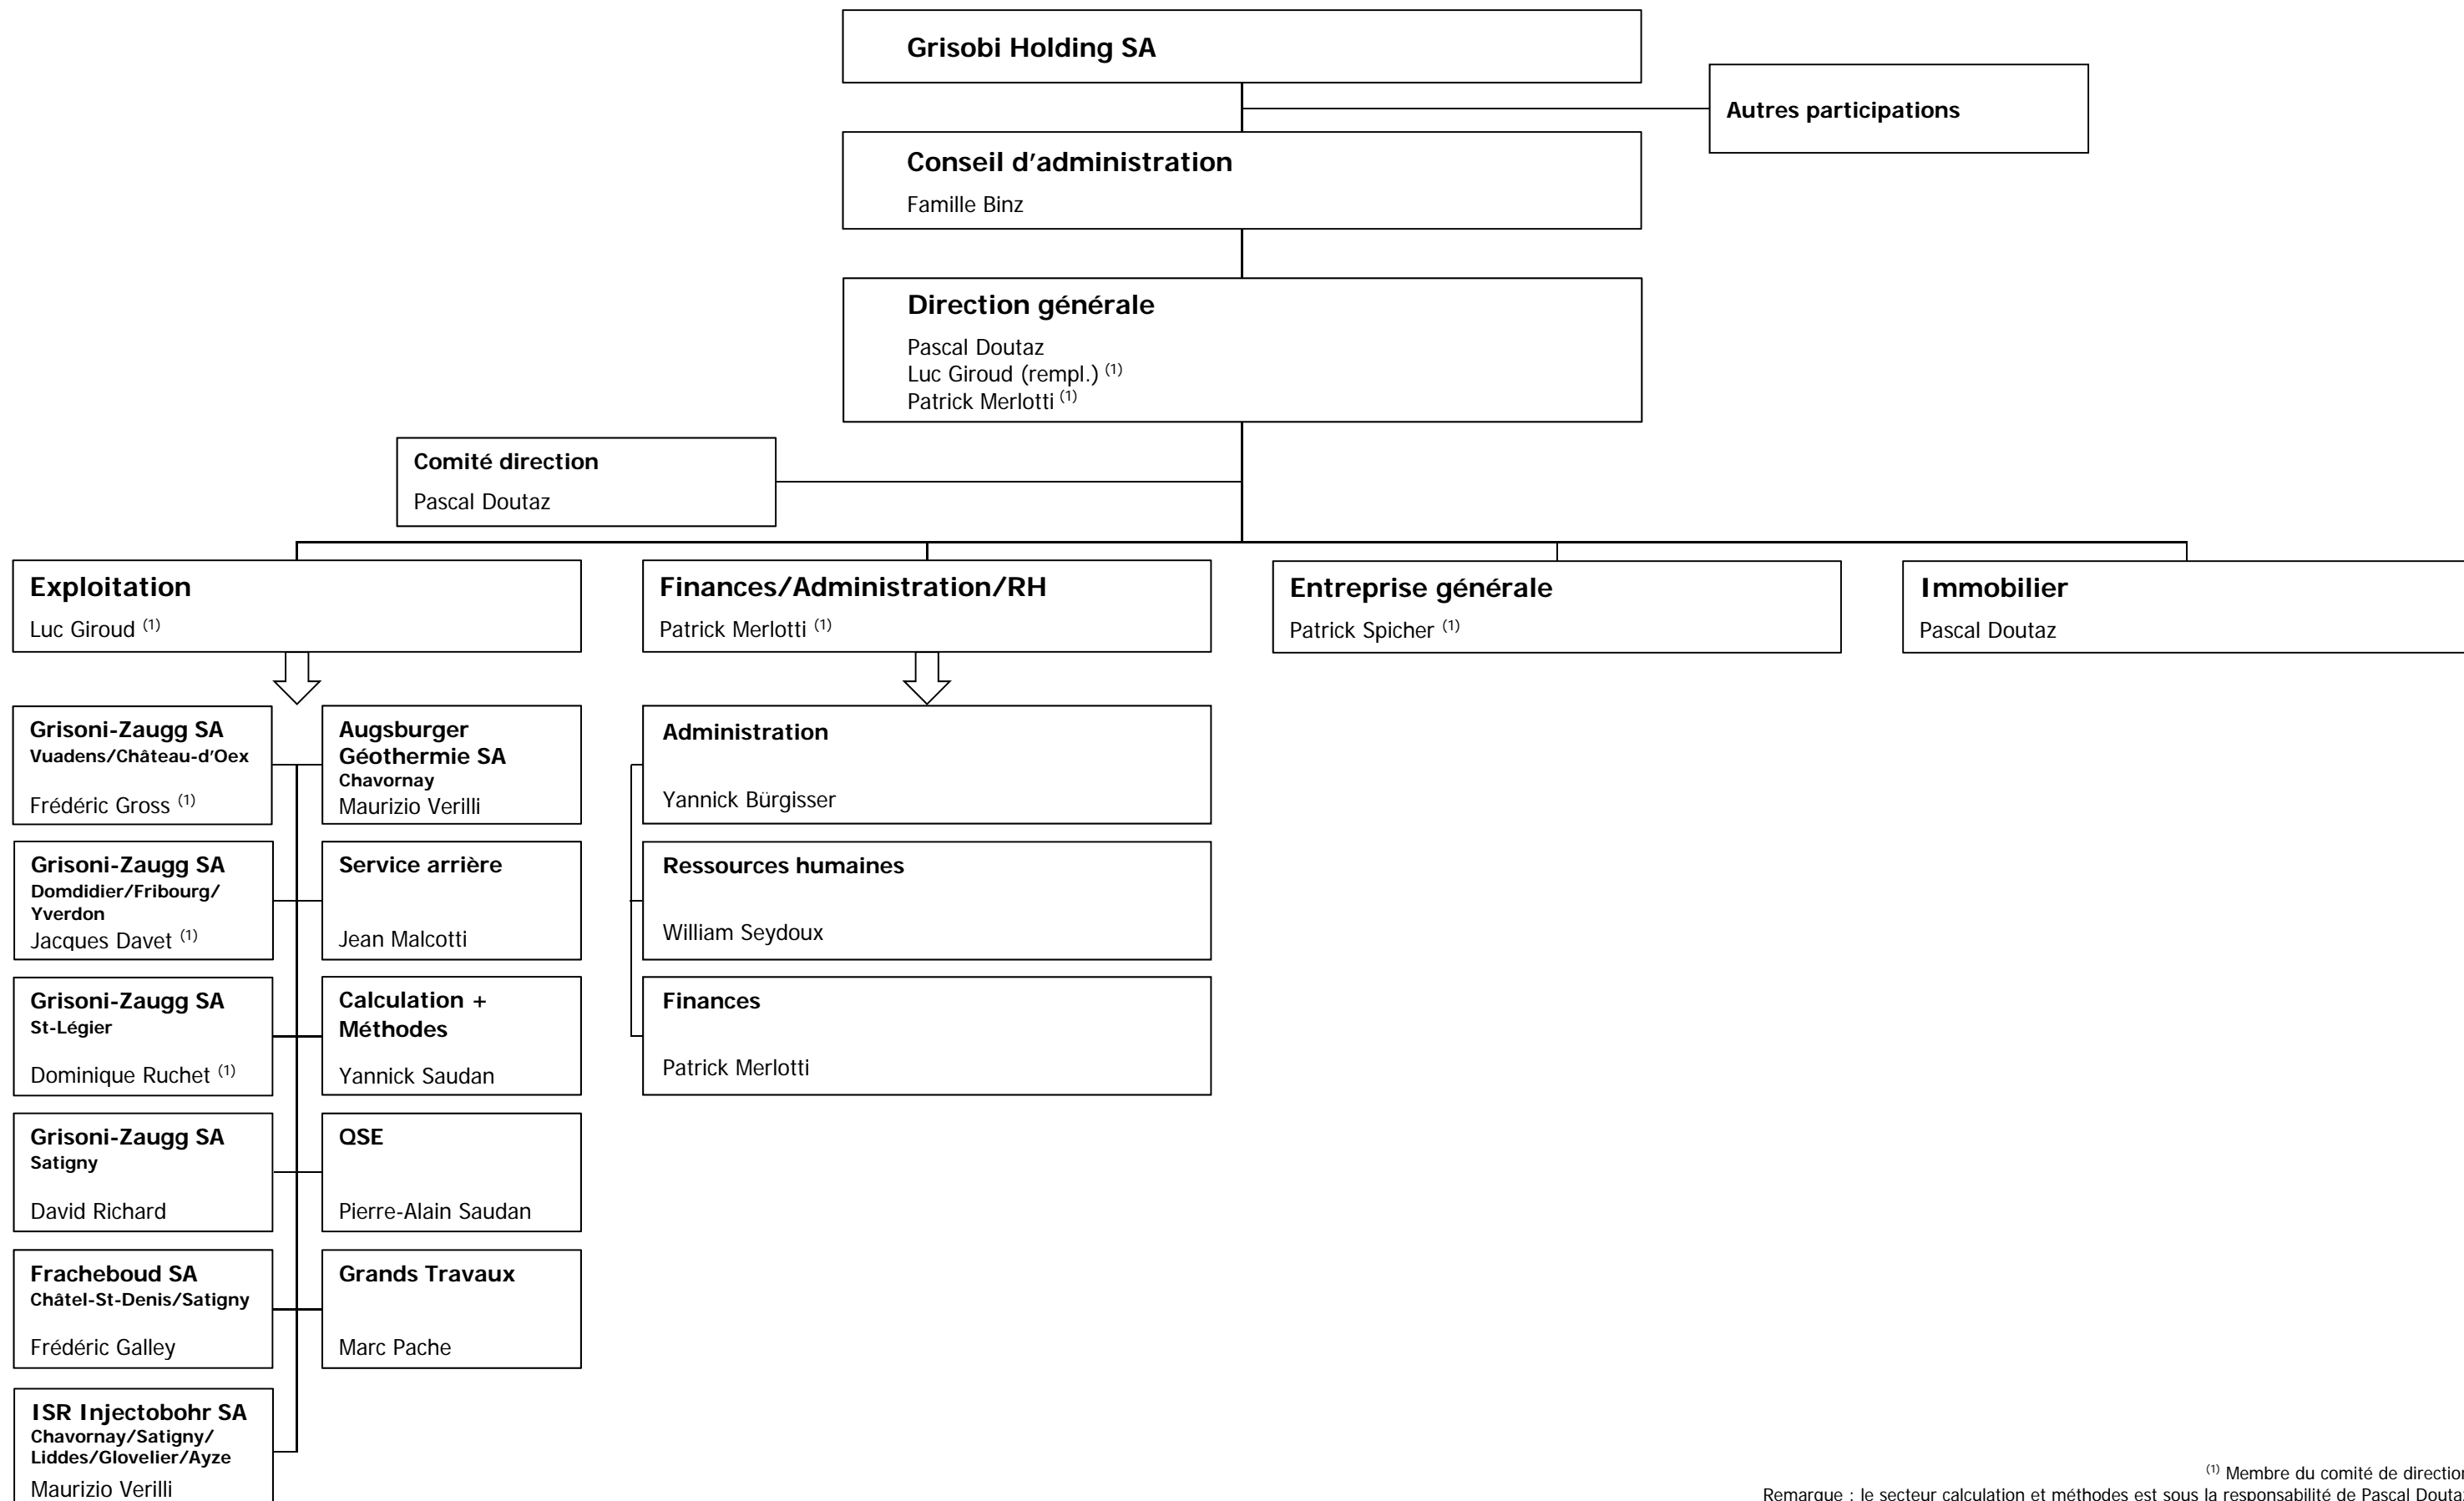 Grisobi Holding SA
Autres participations
Conseil d'administration
Famille Binz
Direction générale
Pascal Doutaz
Luc Giroud (rempl.) (1)
Patrick Merlotti (1)
Comité direction
Pascal Doutaz
Exploitation
Luc Giroud (1)
Finances/Administration/RH
Patrick Merlotti (1)
Entreprise générale
Patrick Spicher (1)
Immobilier
Pascal Doutaz
Grisoni-Zaugg SA
Vuadens/Château-d'Oex
Frédéric Gross (1)
Augsburger
Géothermie SA
Chavornay
Maurizio Verilli
Administration
Yannick Bürgisser
Grisoni-Zaugg SA
Domdidier/Fribourg/
Yverdon
Jacques Davet (1)
Service arrière
Jean Malcotti
Ressources humaines
William Seydoux
Grisoni-Zaugg SA
St-Légier
Dominique Ruchet (1)
Calculation +
Méthodes
Yannick Saudan
Finances
Patrick Merlotti
Grisoni-Zaugg SA
Satigny
David Richard
QSE
Pierre-Alain Saudan
Fracheboud SA
Châtel-St-Denis/Satigny
Frédéric Galley
Grands Travaux
Marc Pache
ISR Injectobohr SA
Chavornay/Satigny/
Liddes/Glovelier/Ayze
Maurizio Verilli
(1) Membre du comité de direction
Remarque : le secteur calculation et méthodes est sous la responsabilité de Pascal Doutaz